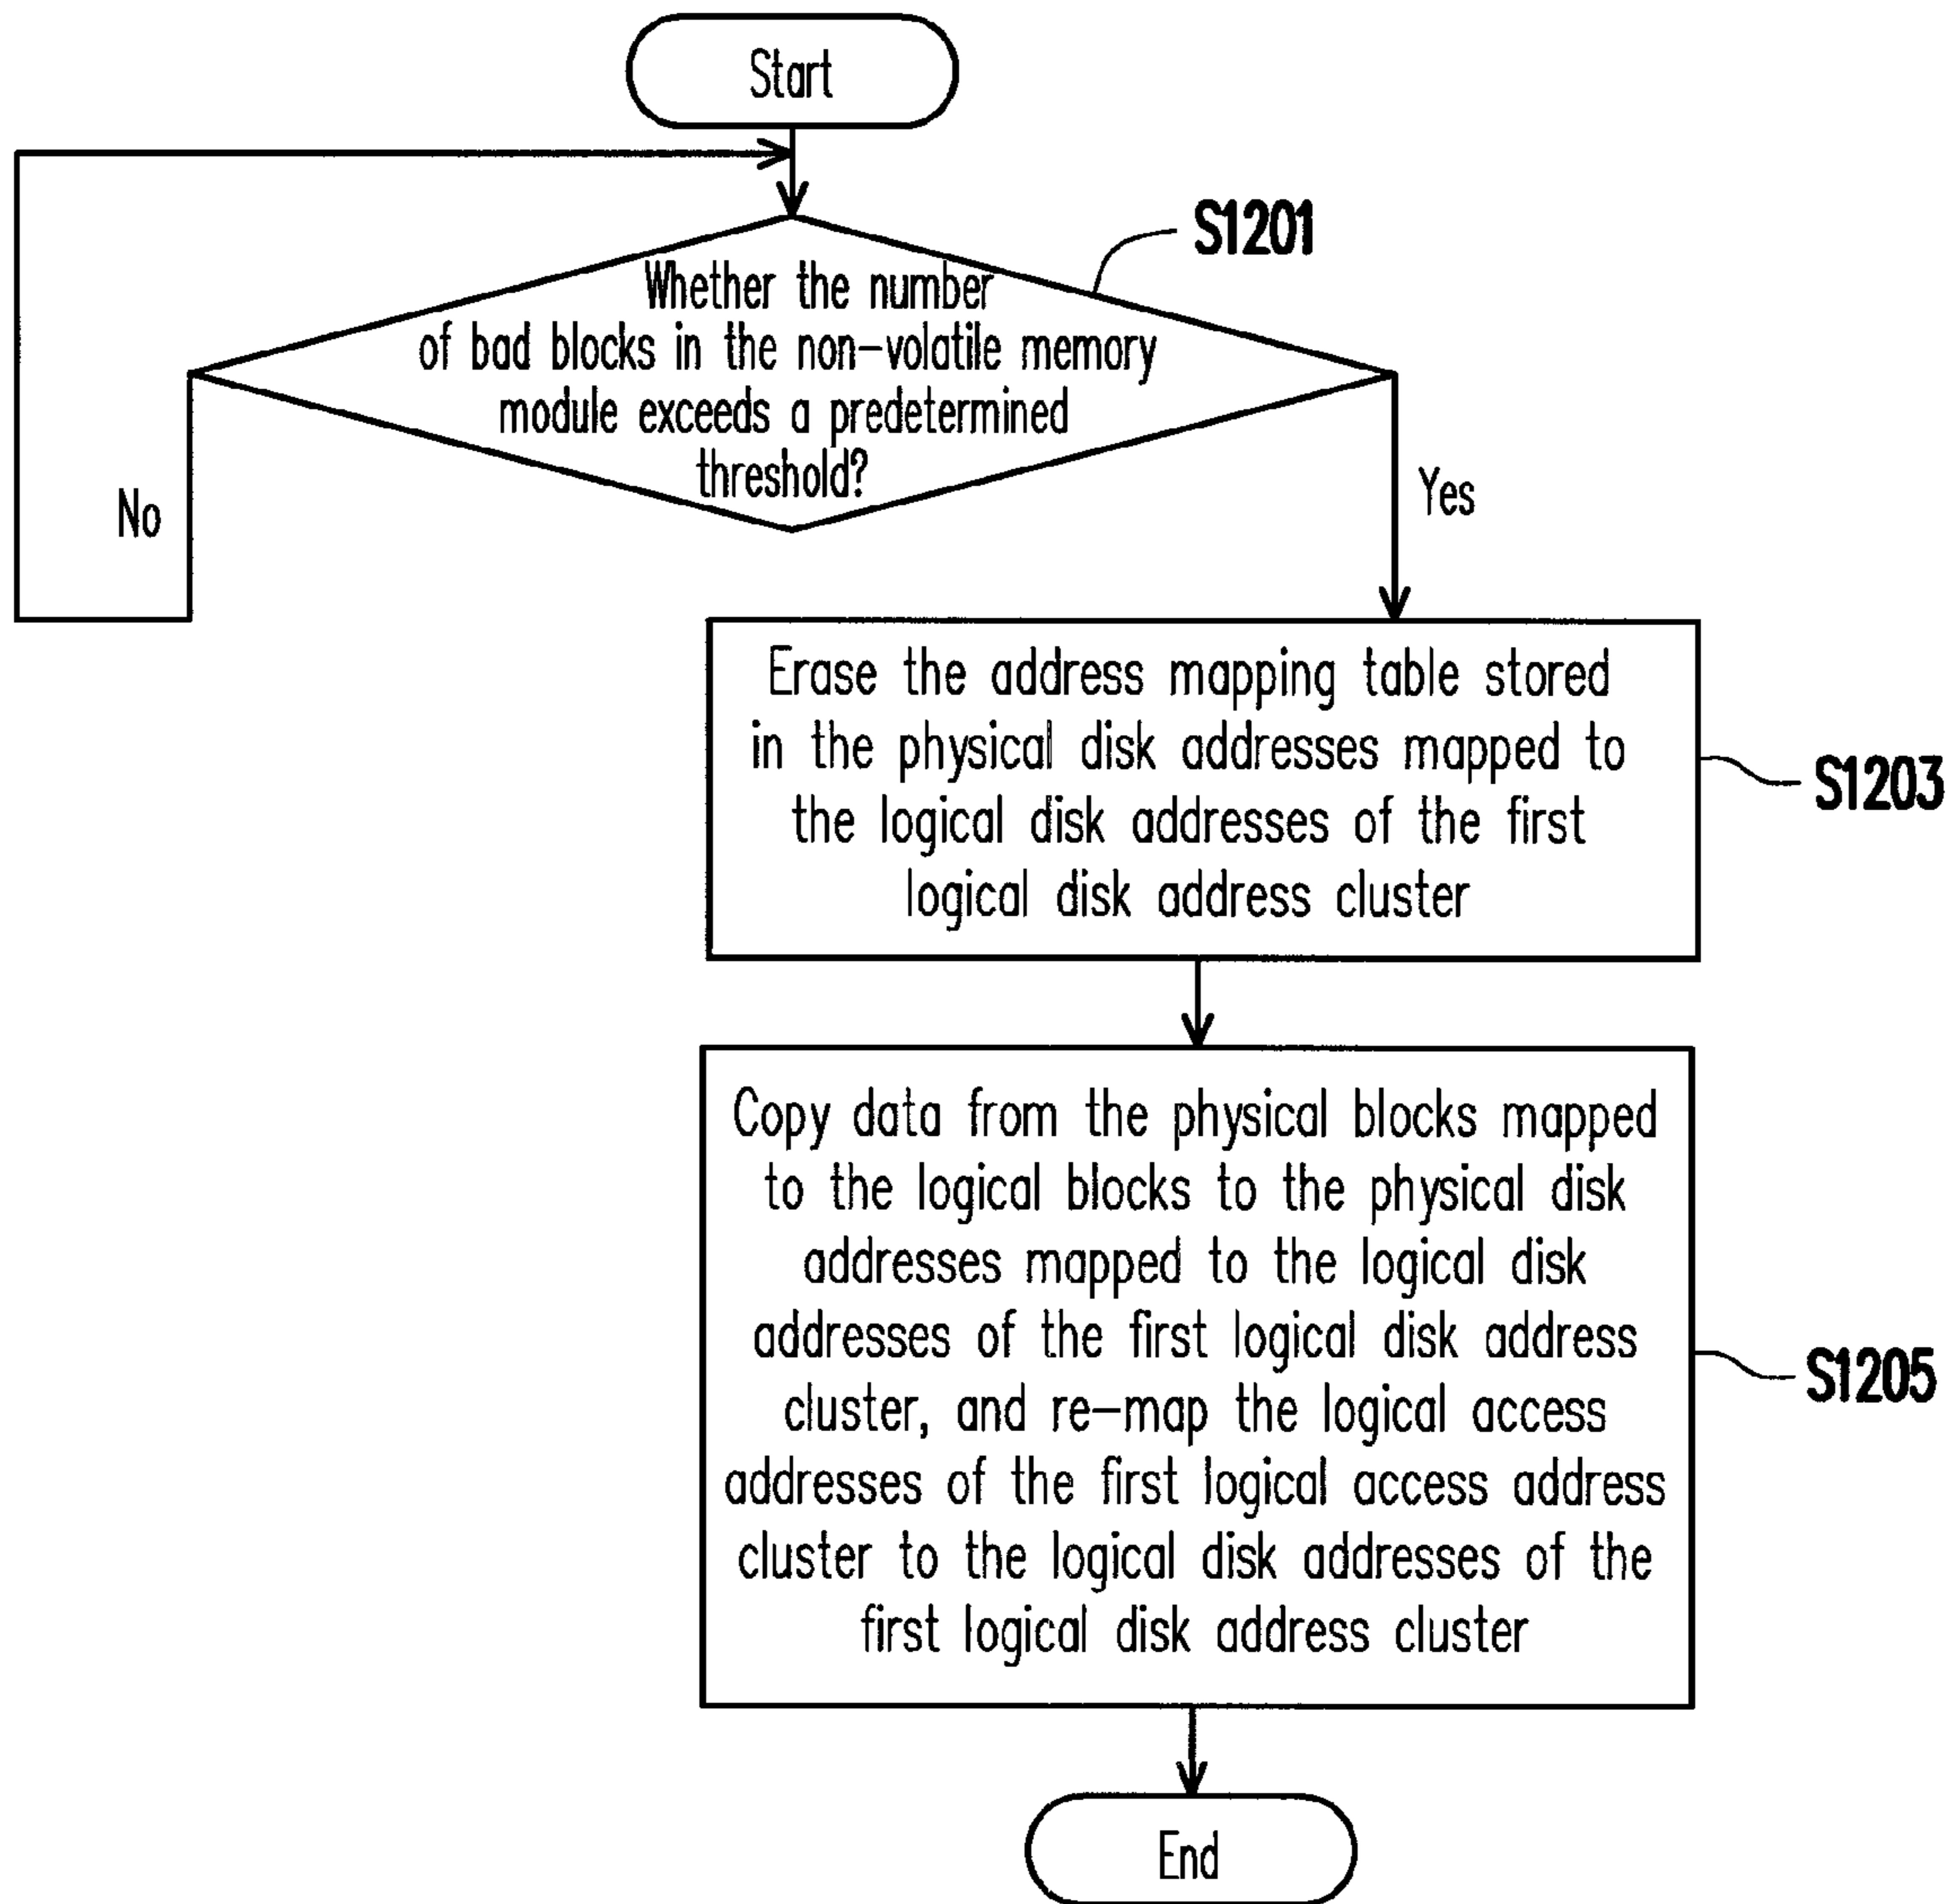 Start
S1201
Whether the number
of bad blocks in the non-volatile memory
module exceeds a predetermined
threshold?
No
Yes
Erase the address mapping table stored
in the physical disk addresses mapped to
the logical disk addresses of the first
logical disk address cluster
S1203
Copy data from the physical blocks mapped
to the logical blocks to the physical disk
addresses mapped to the logical disk
addresses of the first logical disk address
cluster, and re-map the logical access
addresses of the first logical access address
cluster to the logical disk addresses of the
first logical disk address cluster
S1205
End